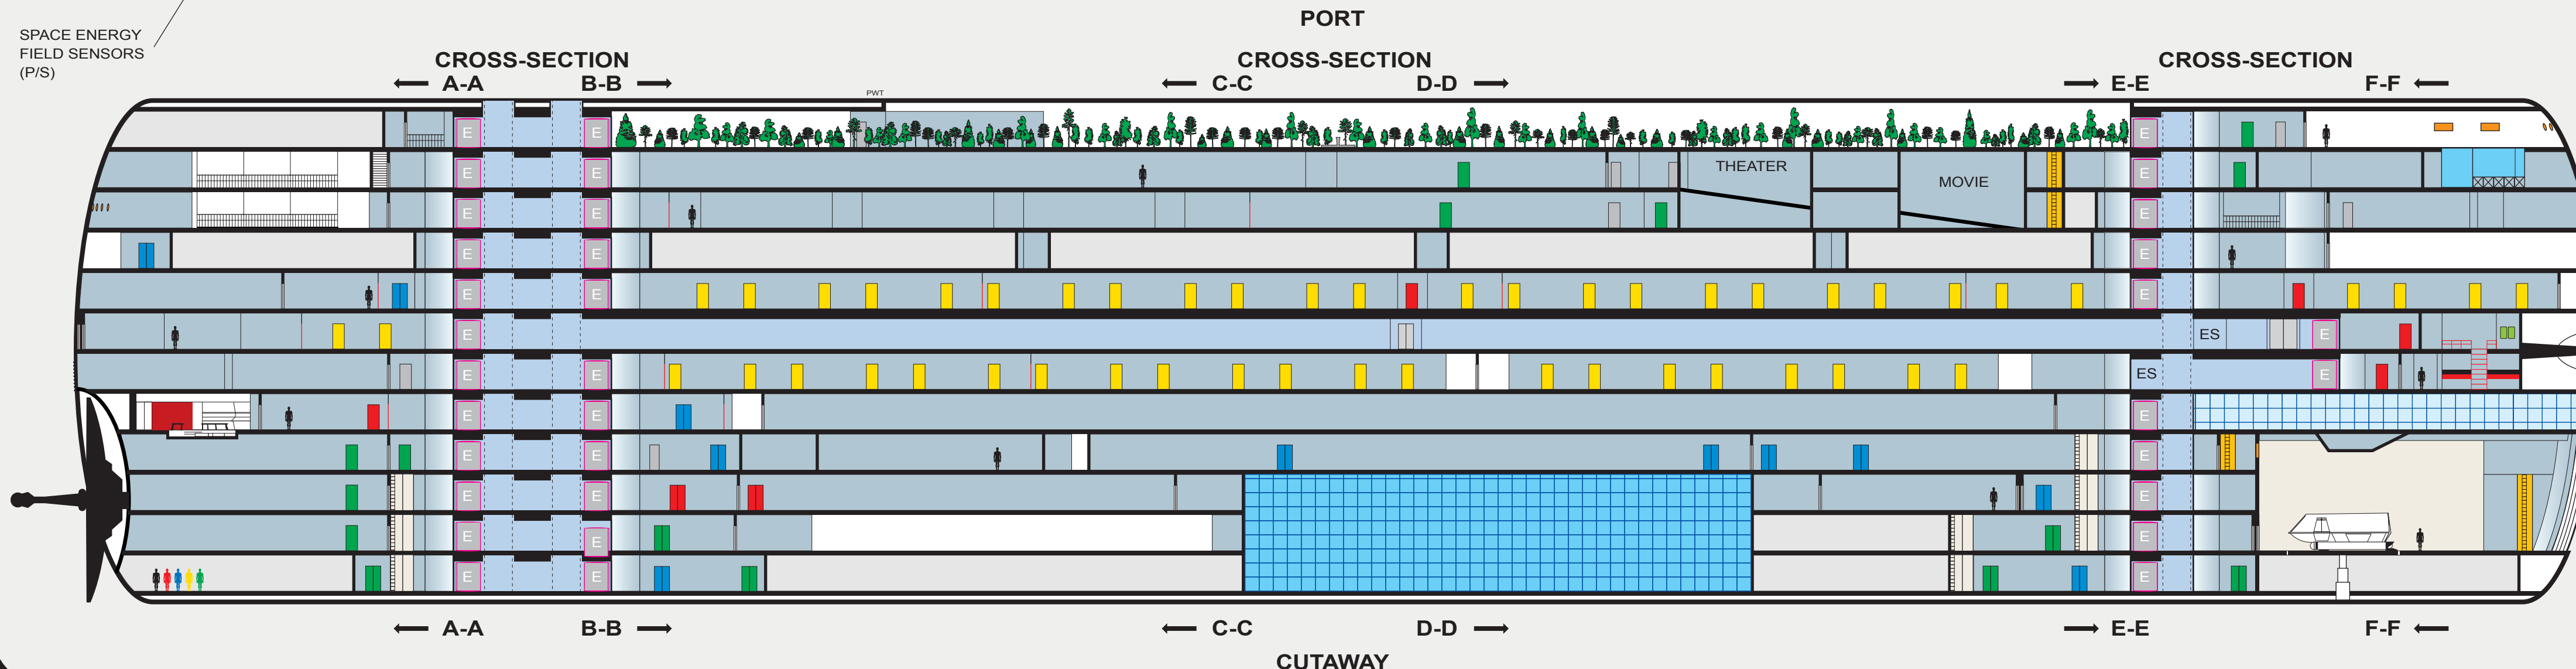 PORT
SPACE ENERGY
FIELD SENSORS
(P/S)
CROSS-SECTION
A-A B-B
CROSS-SECTION
C-C D-D
CROSS-SECTION
E-E F-F
PWT
E E E
E E THEATER E
E E MOVIE E
E E E
E E E
E ES E
E E ES E
E E E
E E E
E E E
E E E
E E E
A-A B-B C-C D-D E-E F-F
CUTAWAY